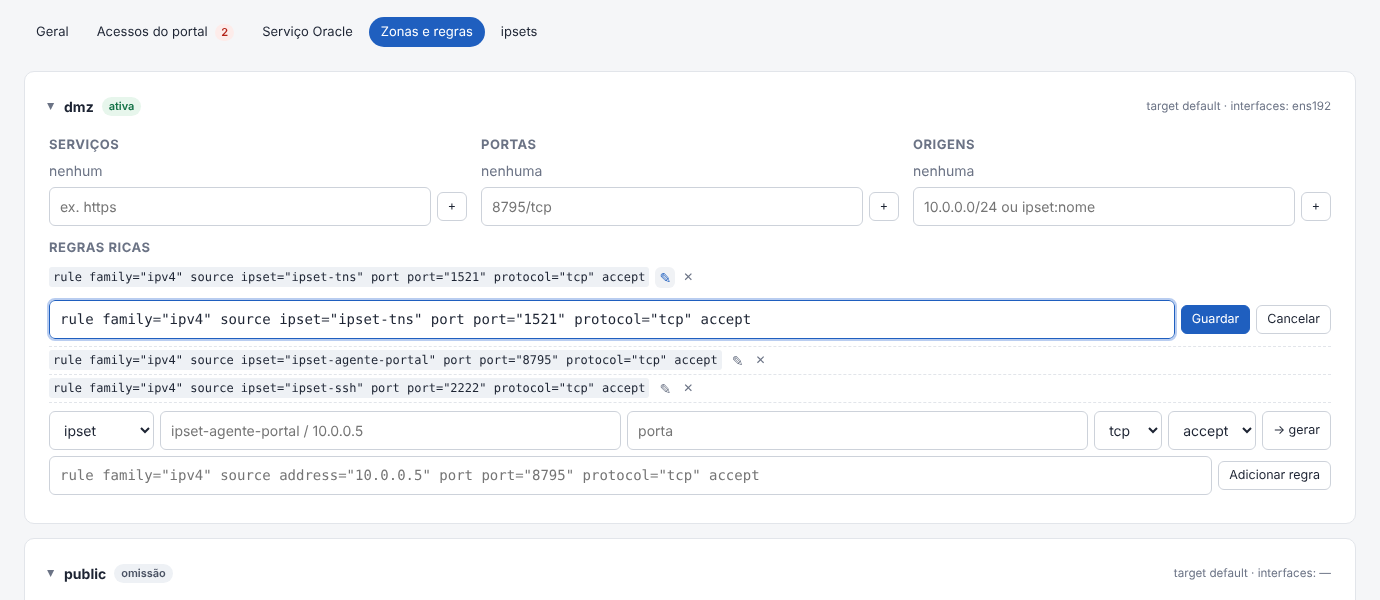 Geral Acessos do portal 2 Serviço Oracle Zonas e regras ipsets
▼ dmz ativa target default · interfaces: ens192
SERVIÇOS PORTAS ORIGENS
nenhum nenhuma nenhuma
ex. https + 8795/tcp + 10.0.0.0/24 ou ipset:nome +
REGRAS RICAS
rule family="ipv4" source ipset="ipset-tns" port port="1521" protocol="tcp" accept ✎ ×
rule family="ipv4" source ipset="ipset-tns" port port="1521" protocol="tcp" accept Guardar Cancelar
rule family="ipv4" source ipset="ipset-agente-portal" port port="8795" protocol="tcp" accept ✎ ×
rule family="ipv4" source ipset="ipset-ssh" port port="2222" protocol="tcp" accept ✎ ×
ipset ipset-agente-portal / 10.0.0.5 porta tcp accept → gerar
rule family="ipv4" source address="10.0.0.5" port port="8795" protocol="tcp" accept Adicionar regra
▼ public omissão target default · interfaces: —